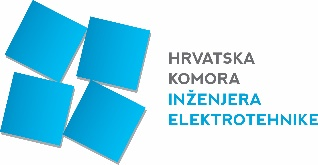 HRVATSKA
KOMORA
INŽENJERA
ELEKTROTEHNIKE